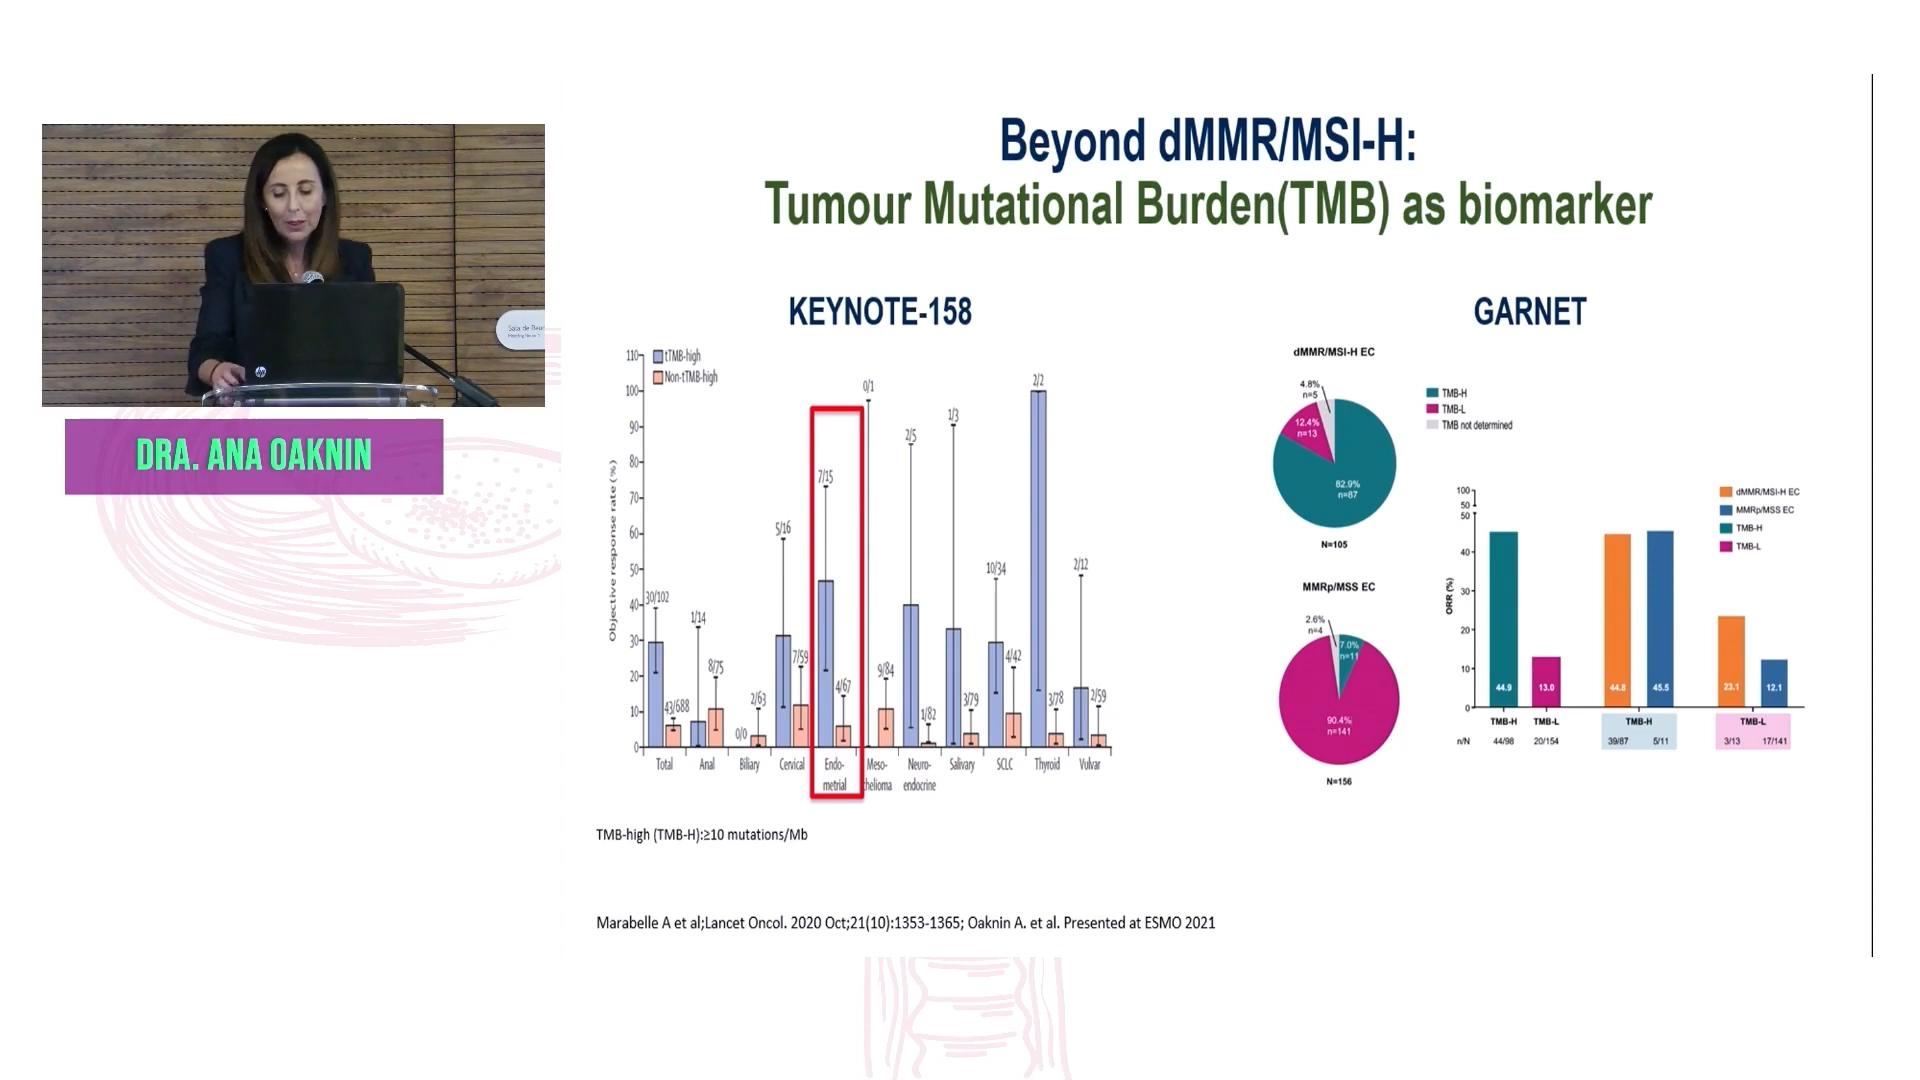 Beyond dMMR/MSI-H:
Tumour Mutational Burden(TMB) as biomarker
DRA. ANA OAKNIN
Sala de
hp
KEYNOTE-158
Objective response rate (%)
110
100
90
80
70
60
50
40
30
20
10
0
tTMB-high
Non-tTMB-high
30/102
43/688
1/14
8/75
0/0
2/63
5/16
7/59
7/15
4/67
0/1
9/84
2/5
1/82
1/3
3/79
10/34
4/42
2/2
3/78
2/12
2/59
Total
Anal
Biliary
Cervical
Endo-
metrial
Meso-
thelioma
Neuro-
endocrine
Salivary
SCLC
Thyroid
Vulvar
TMB-high (TMB-H):≥10 mutations/Mb
GARNET
dMMR/MSI-H EC
4.8%
n=5
12.4%
n=13
82.9%
n=87
N=105
TMB-H
TMB-L
TMB not determined
MMRp/MSS EC
2.6%
n=4
7.0%
n=11
90.4%
n=141
N=156
ORR (%)
100
50
50
40
30
20
10
0
dMMR/MSI-H EC
MMRp/MSS EC
TMB-H
TMB-L
44.9
13.0
44.8
45.5
23.1
12.1
TMB-H TMB-L TMB-H TMB-L
n/N 44/98 20/154 39/87 5/11 3/13 17/141
Marabelle A et al;Lancet Oncol. 2020 Oct;21(10):1353-1365; Oaknin A. et al. Presented at ESMO 2021